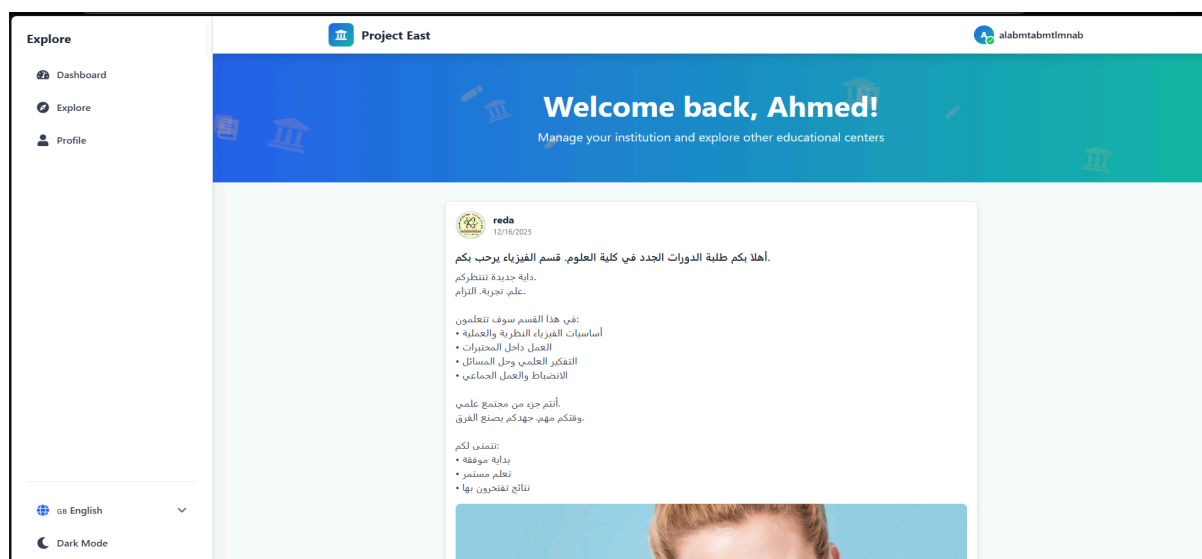 Explore
Dashboard
Explore
Profile
GB English
Dark Mode
Project East
A
alabmtabmtlmnab
Welcome back, Ahmed!
Manage your institution and explore other educational centers
reda
12/16/2025
أهلا بكم طلبة الدورات الجدد في كلية العلوم. قسم الفيزياء يرحب بكم.
داية جديدة تنتظركم.
علم. تجربة. التزام.
في هذا القسم سوف تتعلمون:
• أساسيات الفيزياء النظرية والعملية
• العمل داخل المختبرات
• التفكير العلمي وحل المسائل
• الانضباط والعمل الجماعي
أنتم جزء من مجتمع علمي.
وقتكم مهم. جهدكم يصنع الفرق.
نتمنى لكم:
• بداية موفقة
• تعلم مستمر
• نتائج تفتخرون بها